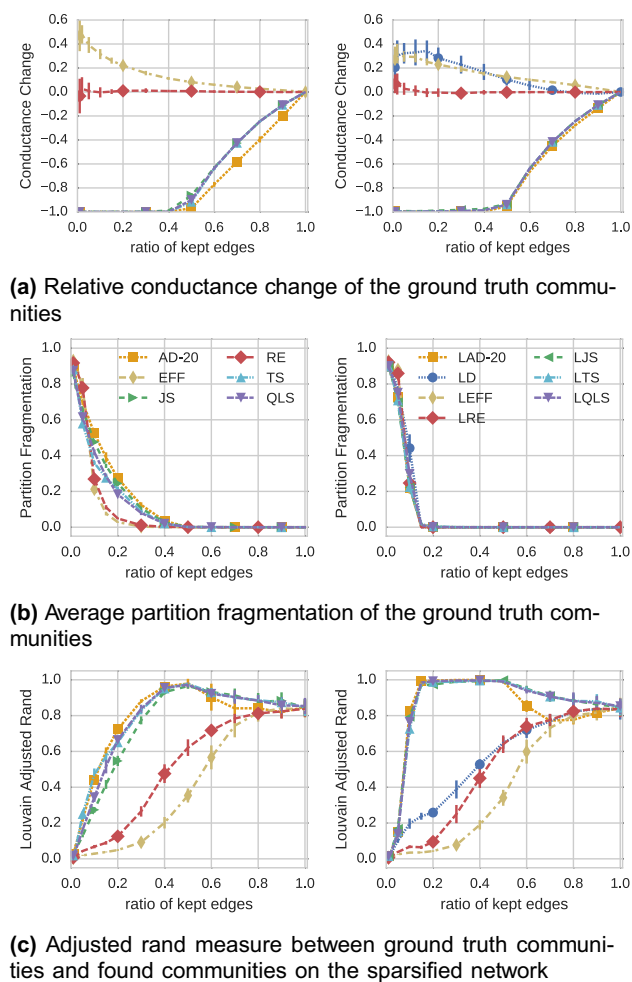 0.6
0.4
0.2
0.0
−0.2
−0.4
−0.6
−0.8
−1.0
Conductance Change
0.0 0.2 0.4 0.6 0.8 1.0
ratio of kept edges
0.6
0.4
0.2
0.0
−0.2
−0.4
−0.6
−0.8
−1.0
Conductance Change
0.0 0.2 0.4 0.6 0.8 1.0
ratio of kept edges
(a) Relative conductance change of the ground truth commu-
nities
1.0
0.8
0.6
0.4
0.2
0.0
Partition Fragmentation
AD-20 RE
EFF TS
JS QLS
0.0 0.2 0.4 0.6 0.8 1.0
ratio of kept edges
1.0
0.8
0.6
0.4
0.2
0.0
Partition Fragmentation
LAD-20 LJS
LD LTS
LEFF LQLS
LRE
0.0 0.2 0.4 0.6 0.8 1.0
ratio of kept edges
(b) Average partition fragmentation of the ground truth com-
munities
1.0
0.8
0.6
0.4
0.2
0.0
Louvain Adjusted Rand
0.0 0.2 0.4 0.6 0.8 1.0
ratio of kept edges
1.0
0.8
0.6
0.4
0.2
0.0
Louvain Adjusted Rand
0.0 0.2 0.4 0.6 0.8 1.0
ratio of kept edges
(c) Adjusted rand measure between ground truth communi-
ties and found communities on the sparsified network